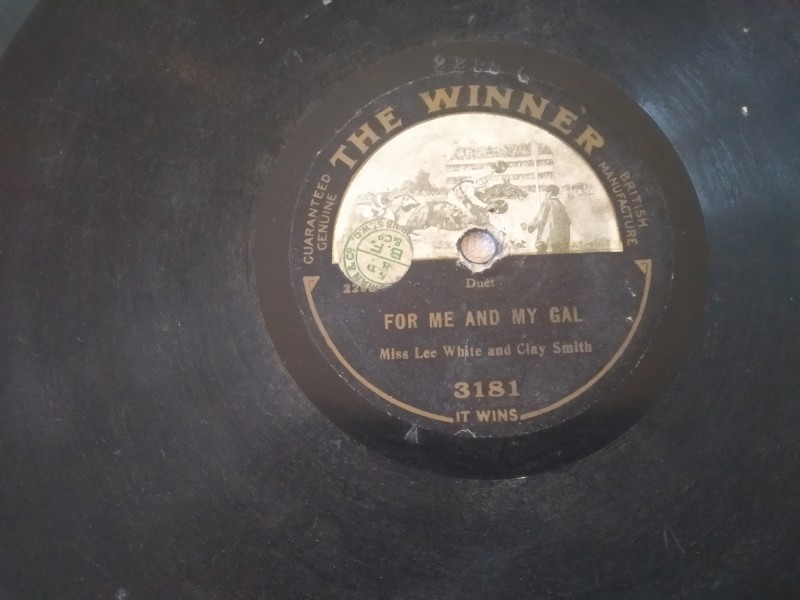 THE WINNER
GUARANTEED
GENUINE
BRITISH
MANUFACTURE
Duet
FOR ME AND MY GAL
Miss Lee White and Clay Smith
3181
IT WINS